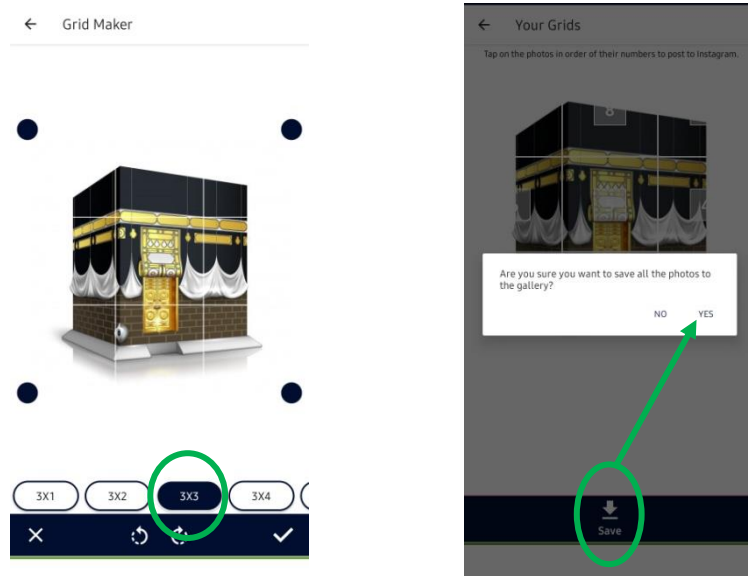 Grid Maker
3X1
3X2
3X3
3X4
Your Grids
Tap on the photos in order of their numbers to post to Instagram.
8
Are you sure you want to save all the photos to
the gallery?
NO
YES
Save